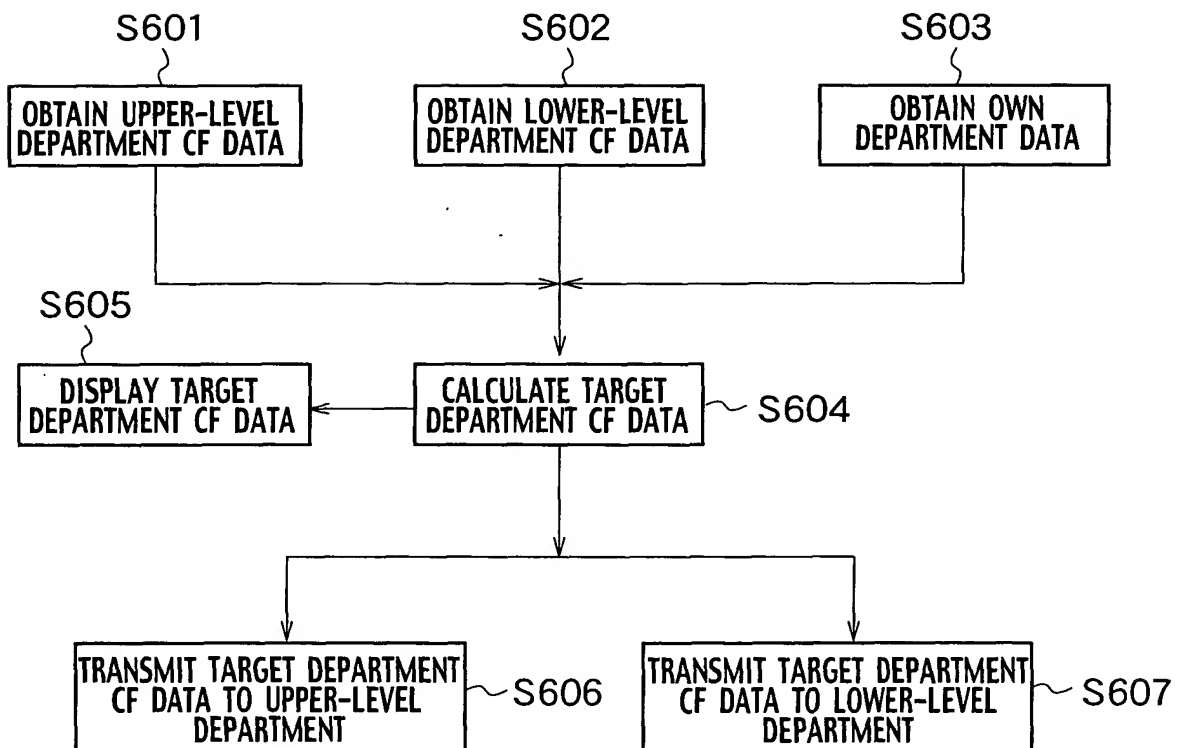 S601
S602
S603
OBTAIN UPPER-LEVEL
DEPARTMENT CF DATA
OBTAIN LOWER-LEVEL
DEPARTMENT CF DATA
OBTAIN OWN
DEPARTMENT DATA
S605
DISPLAY TARGET
DEPARTMENT CF DATA
CALCULATE TARGET
DEPARTMENT CF DATA
S604
TRANSMIT TARGET DEPARTMENT
CF DATA TO UPPER-LEVEL
DEPARTMENT
S606
TRANSMIT TARGET DEPARTMENT
CF DATA TO LOWER-LEVEL
DEPARTMENT
S607